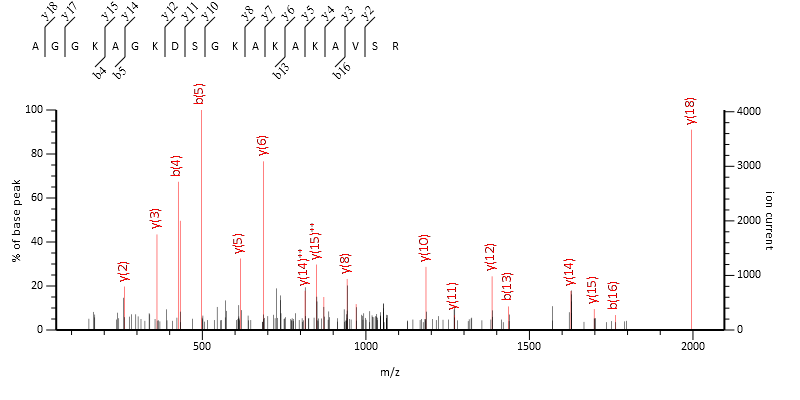 y18 y17 y15 y14 y12 y11 y10 y8 y7 y6 y5 y4 y3 y2
A G G K A G K D S G K A K A K A V S R
b4 b5 b13 b16
100 80 60 40 20 0
% of base peak
b(5) y(18) y(6) b(4) y(3) y(5) y(2) y(14)++ y(15)++ y(8) y(10) y(11) y(12) b(13) y(14) y(15) b(16)
4000 3000 2000 1000 0
ion current
500 1000 1500 2000
m/z